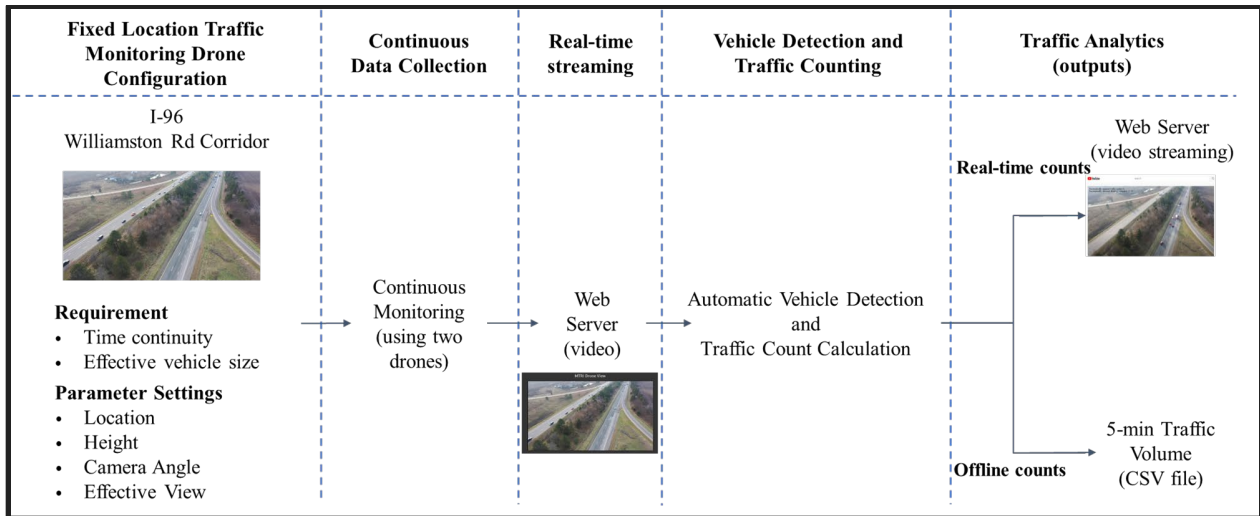 Fixed Location Traffic
Monitoring Drone
Configuration
Continuous
Data Collection
Real-time
streaming
Vehicle Detection and
Traffic Counting
Traffic Analytics
(outputs)
I-96
Williamston Rd Corridor
Requirement
• Time continuity
• Effective vehicle size
Parameter Settings
• Location
• Height
• Camera Angle
• Effective View
Continuous
Monitoring
(using two
drones)
Web
Server
(video)
MTRI Drone View
Automatic Vehicle Detection
and
Traffic Count Calculation
Real-time counts
Web Server
(video streaming)
Offline counts
5-min Traffic
Volume
(CSV file)